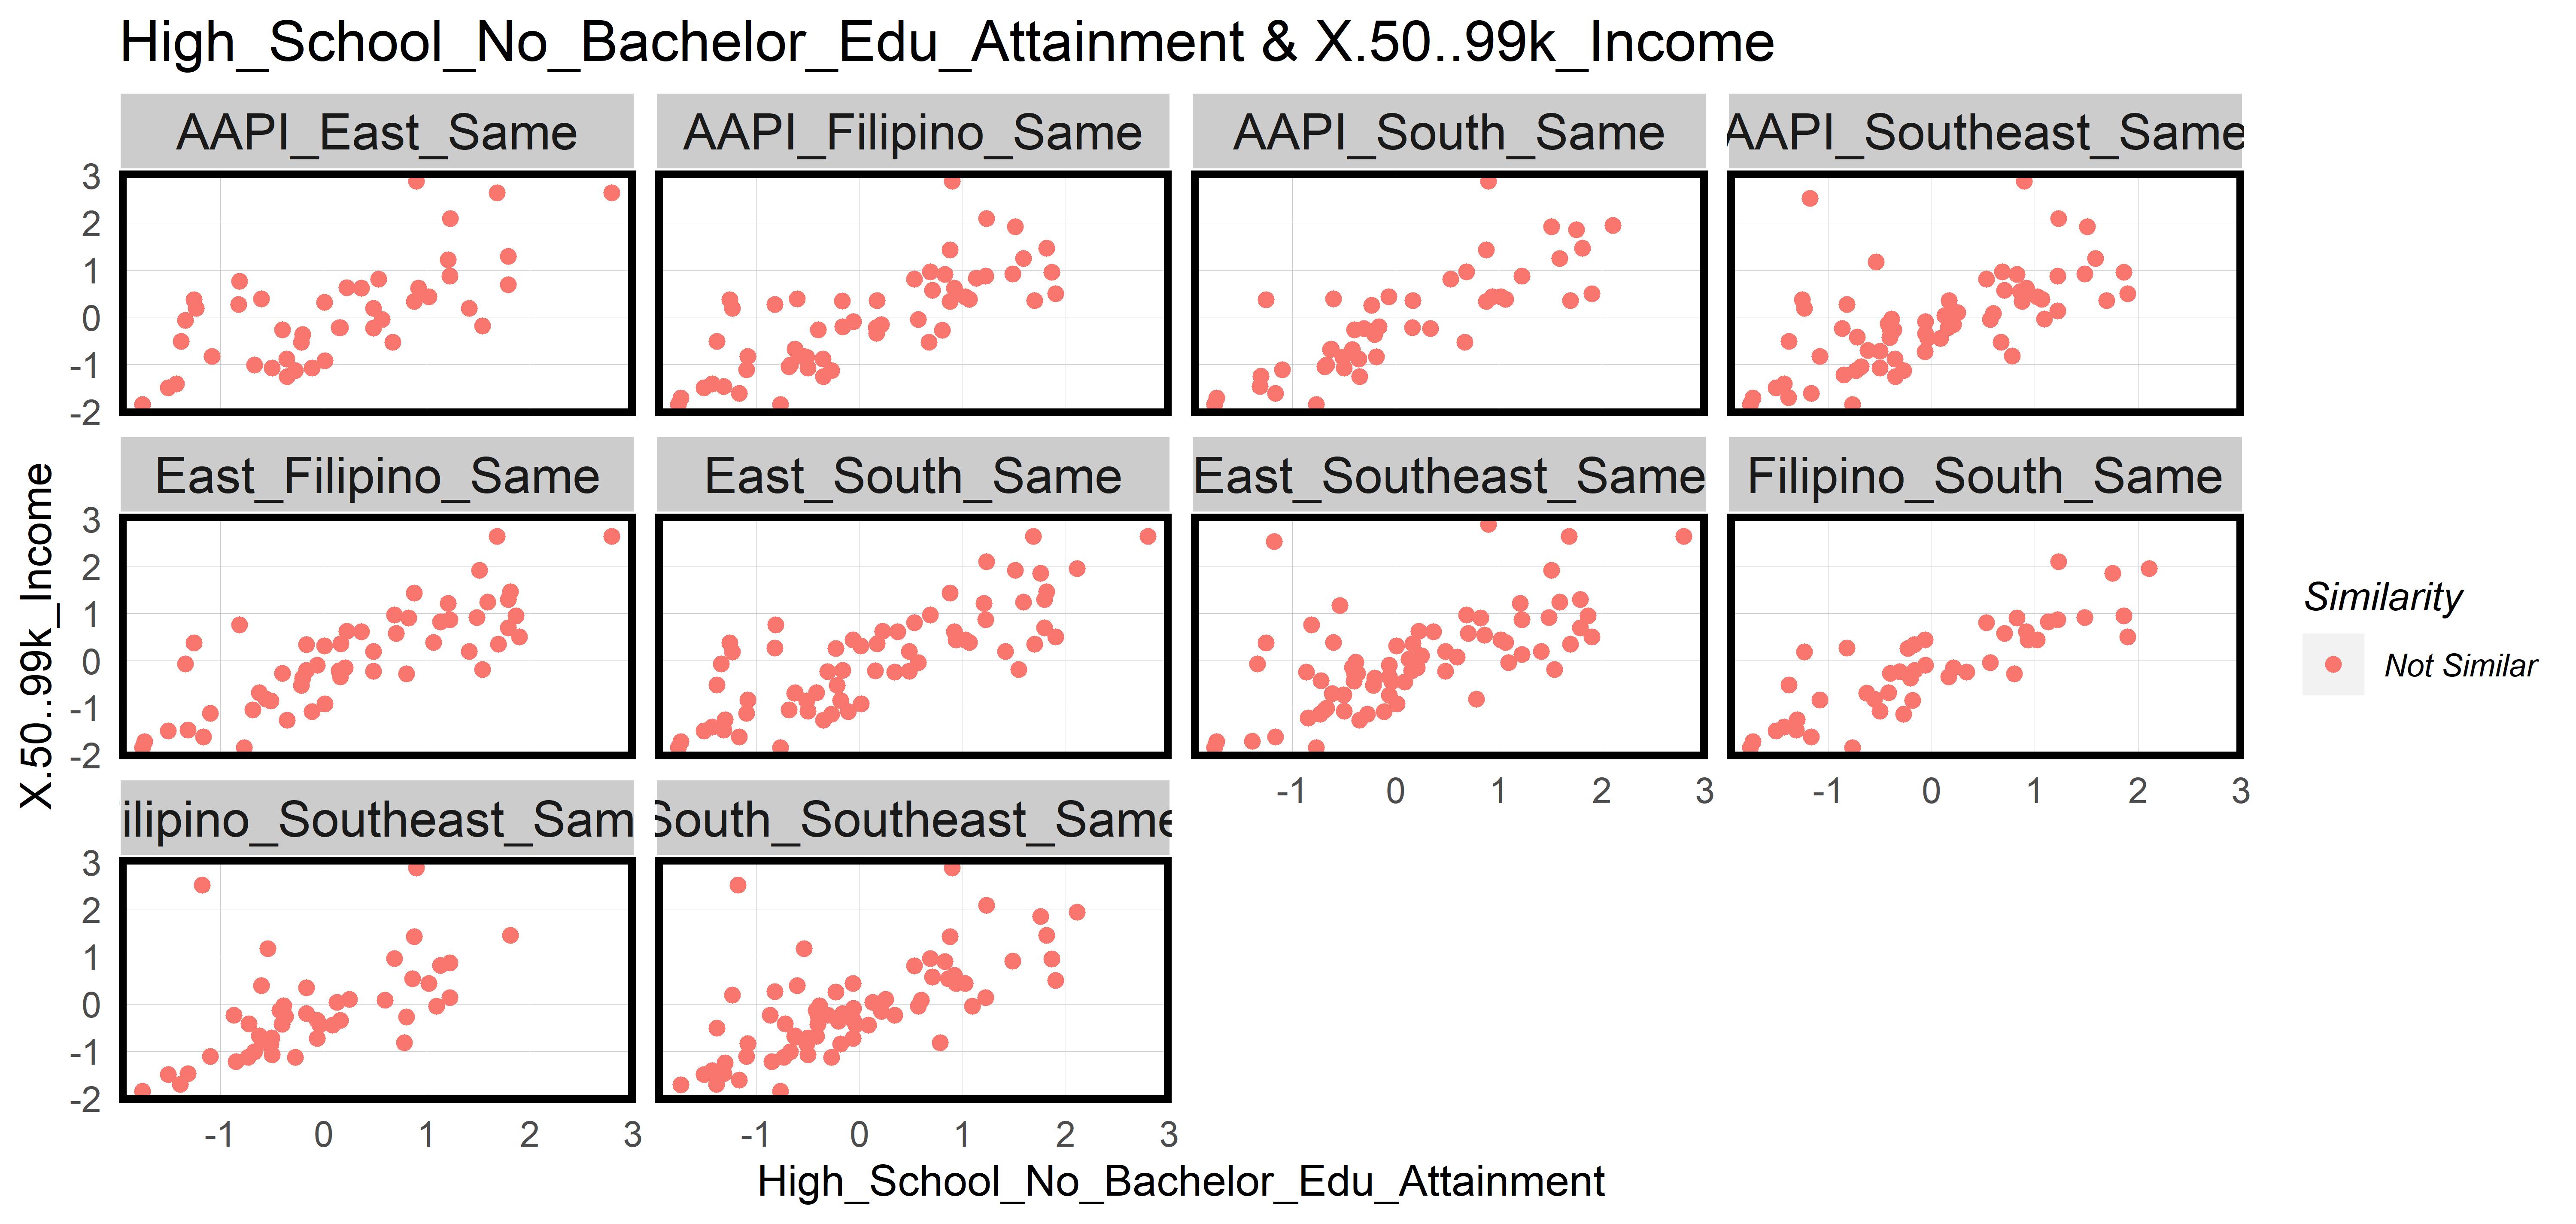 High_School_No_Bachelor_Edu_Attainment & X.50..99k_Income
AAPI_East_Same
AAPI_Filipino_Same
AAPI_South_Same
AAPI_Southeast_Same
3
2
1
0
-1
-2
East_Filipino_Same
East_South_Same
East_Southeast_Same
Filipino_South_Same
3
2
1
0
-1
-2
-1 0 1 2 3
-1 0 1 2 3
ilipino_Southeast_Sam
South_Southeast_Same
3
2
1
0
-1
-2
-1 0 1 2 3
-1 0 1 2 3
X.50..99k_Income
High_School_No_Bachelor_Edu_Attainment
Similarity
Not Similar